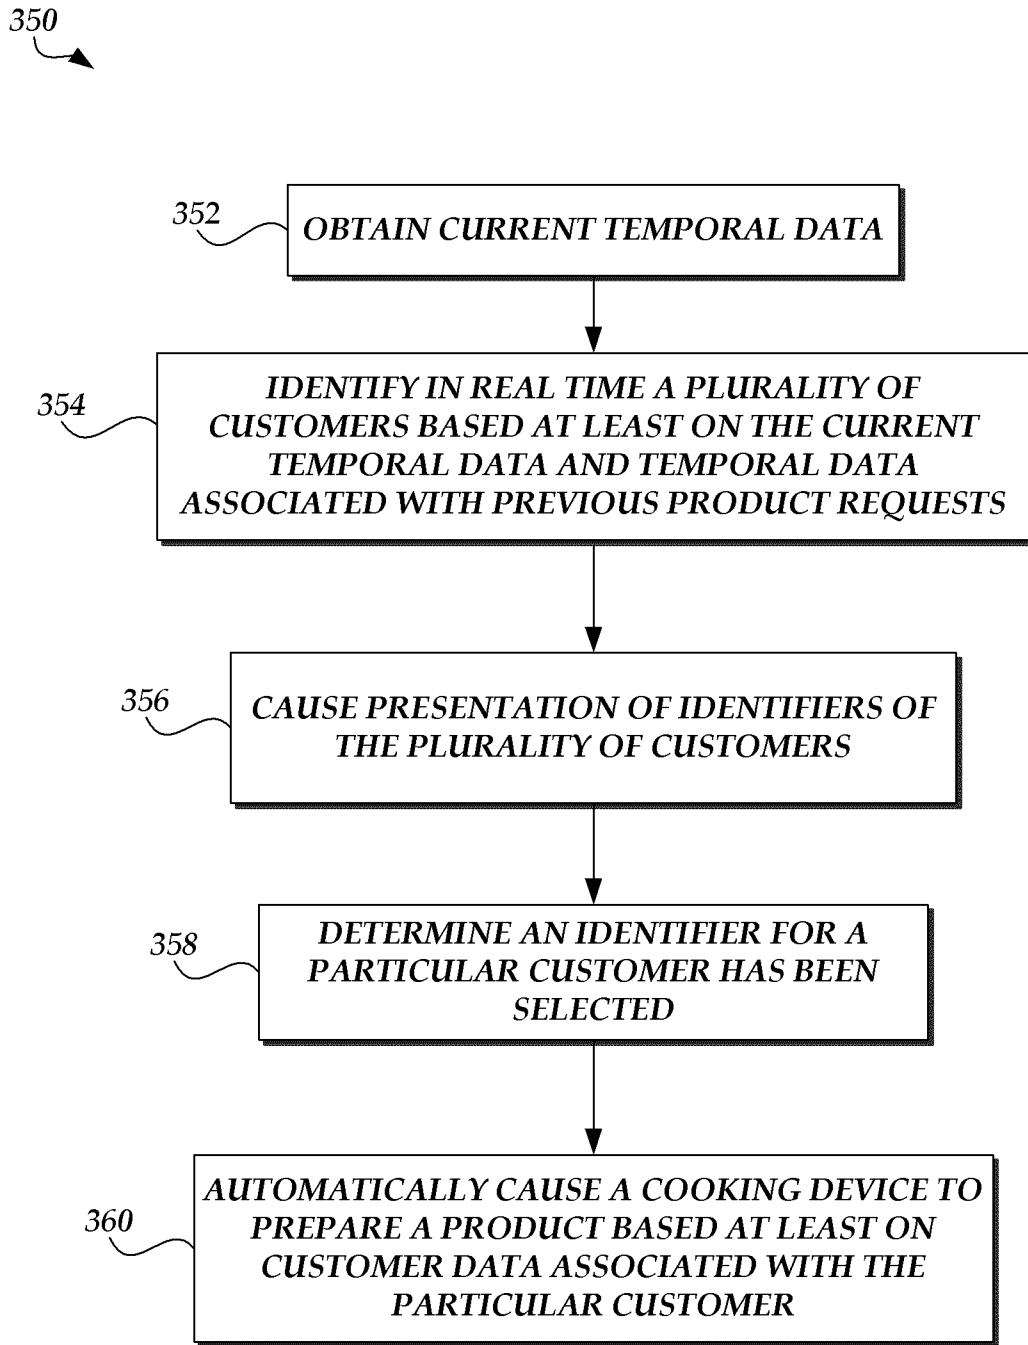 350
352
OBTAIN CURRENT TEMPORAL DATA
354
IDENTIFY IN REAL TIME A PLURALITY OF
CUSTOMERS BASED AT LEAST ON THE CURRENT
TEMPORAL DATA AND TEMPORAL DATA
ASSOCIATED WITH PREVIOUS PRODUCT REQUESTS
356
CAUSE PRESENTATION OF IDENTIFIERS OF
THE PLURALITY OF CUSTOMERS
358
DETERMINE AN IDENTIFIER FOR A
PARTICULAR CUSTOMER HAS BEEN
SELECTED
360
AUTOMATICALLY CAUSE A COOKING DEVICE TO
PREPARE A PRODUCT BASED AT LEAST ON
CUSTOMER DATA ASSOCIATED WITH THE
PARTICULAR CUSTOMER